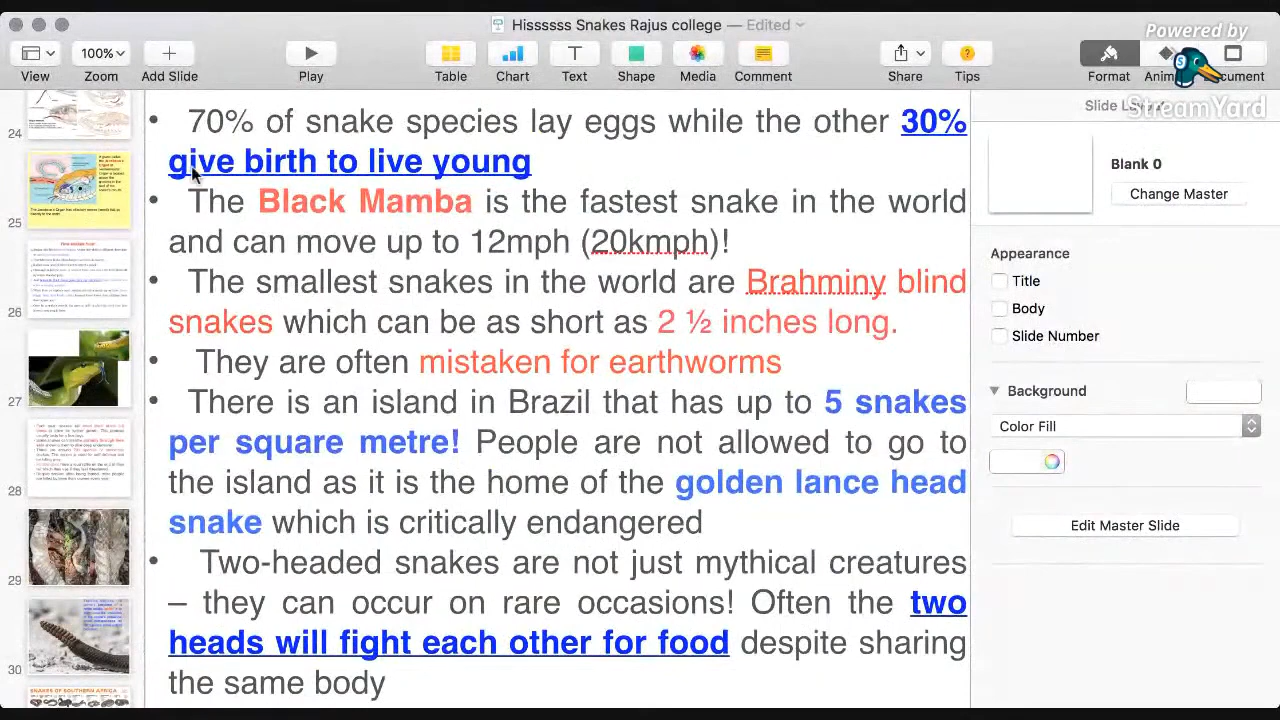 Hissssss Snakes Rajus college — Edited
Powered by
100%
View
Zoom
Add Slide
Play
Table
Chart
Text
Shape
Media
Comment
Share
Tips
Format
StreamYard
Slide
24
25
26
27
28
29
30
SNAKES OF SOUTHERN AFRICA
• 70% of snake species lay eggs while the other 30%
give birth to live young
• The Black Mamba is the fastest snake in the world
and can move up to 12mph (20kmph)!
• The smallest snakes in the world are Brahminy blind
snakes which can be as short as 2 ½ inches long.
• They are often mistaken for earthworms
• There is an island in Brazil that has up to 5 snakes
per square metre! People are not allowed to go to
the island as it is the home of the golden lance head
snake which is critically endangered
• Two-headed snakes are not just mythical creatures
– they can occur on rare occasions! Often the two
heads will fight each other for food despite sharing
the same body
Blank 0
Change Master
Appearance
Title
Body
Slide Number
Background
Color Fill
Edit Master Slide